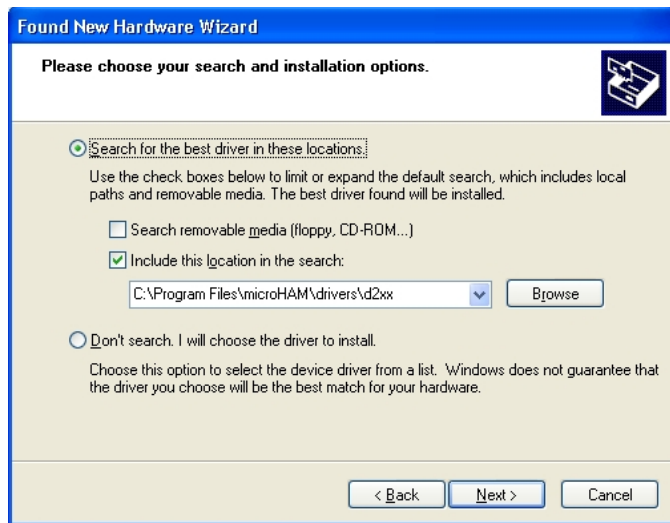 Found New Hardware Wizard
Please choose your search and installation options.
Search for the best driver in these locations.
Use the check boxes below to limit or expand the default search, which includes local
paths and removable media. The best driver found will be installed.
Search removable media (floppy, CD-ROM...)
Include this location in the search:
C:\Program Files\microHAM\drivers\d2xx
Browse
Don't search. I will choose the driver to install.
Choose this option to select the device driver from a list. Windows does not guarantee that
the driver you choose will be the best match for your hardware.
< Back Next > Cancel